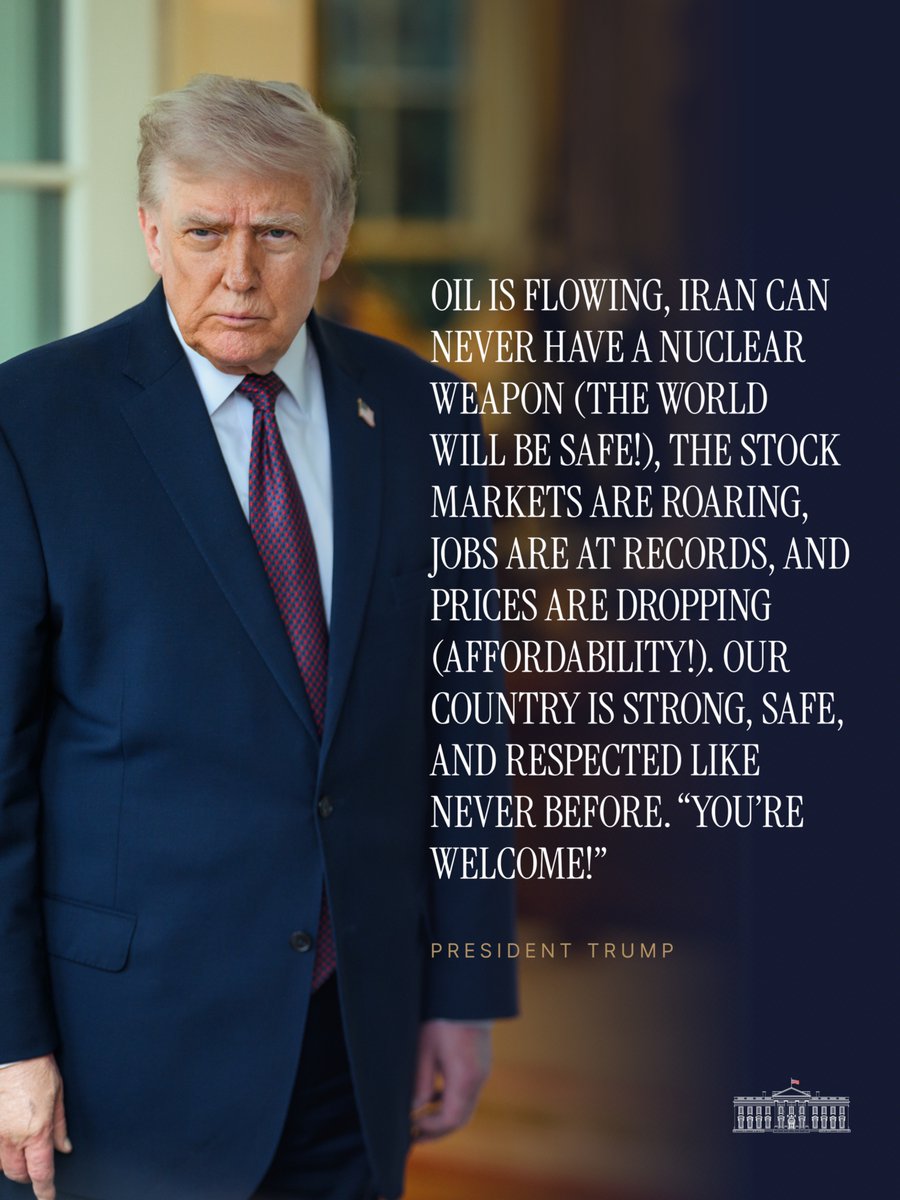 OIL IS FLOWING, IRAN CAN
NEVER HAVE A NUCLEAR
WEAPON (THE WORLD
WILL BE SAFE!), THE STOCK
MARKETS ARE ROARING,
JOBS ARE AT RECORDS, AND
PRICES ARE DROPPING
(AFFORDABILITY!). OUR
COUNTRY IS STRONG, SAFE,
AND RESPECTED LIKE
NEVER BEFORE. “YOU’RE
WELCOME!”
PRESIDENT TRUMP